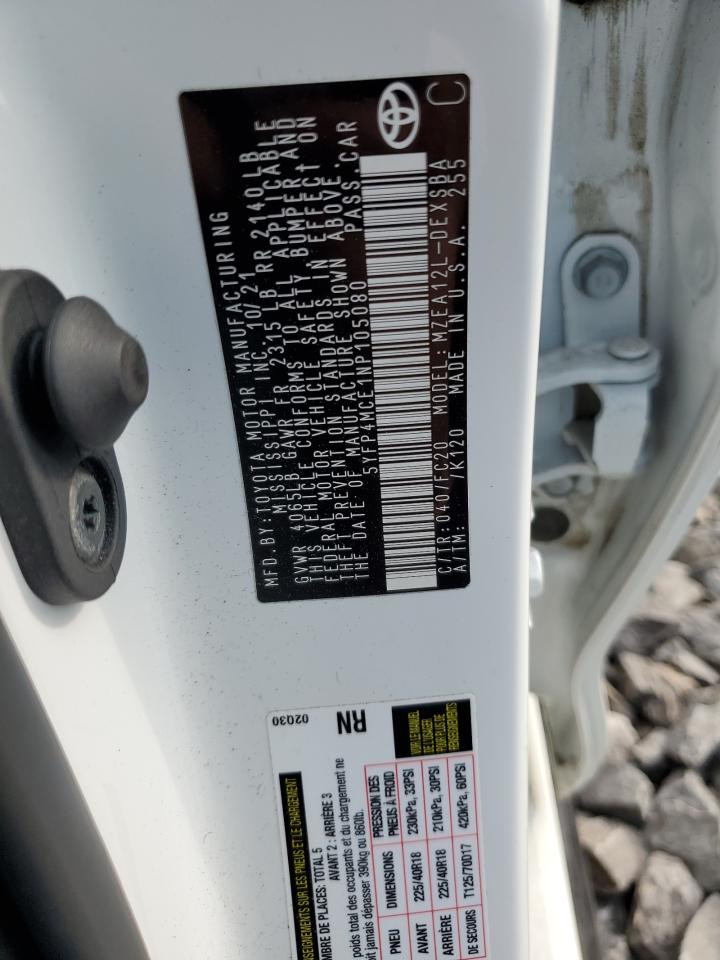 MFD.BY:TOYOTA MOTOR MANUFACTURING
MISSISSIPPI INC. 10/21
GVWR 4065LB GAWR FR 2315 LB RR 2140 LB
THIS VEHICLE CONFORMS TO ALL APPLICABLE
FEDERAL MOTOR VEHICLE SAFETY, BUMPER AND
THEFT PREVENTION STANDARDS IN EFFECT ON
THE DATE OF MANUFACTURE SHOWN ABOVE.
5YFP4MCE1NP105080 PASS.CAR
C/TR:040/FC20 MODEL:MZEA12L-DEXSBA
A/TM: /K120 MADE IN U.S.A. 255
C
02Q30
RN
RENSEIGNEMENTS SUR LES PNEUS ET LE CHARGEMENT
NOMBRE DE PLACES: TOTAL 5
AVANT 2 : ARRIÈRE 3
poids total des occupants et du chargement ne
doit jamais dépasser 390kg ou 860lb.
PNEU DIMENSIONS PRESSION DES PNEUS À FROID
AVANT 225/40R18 230kPa, 33PSI
ARRIÈRE 225/40R18 210kPa, 30PSI
DE SECOURS T125/70D17 420kPa, 60PSI
VOIR LE MANUEL
DE L'USAGER
POUR PLUS DE
RENSEIGNEMENTS